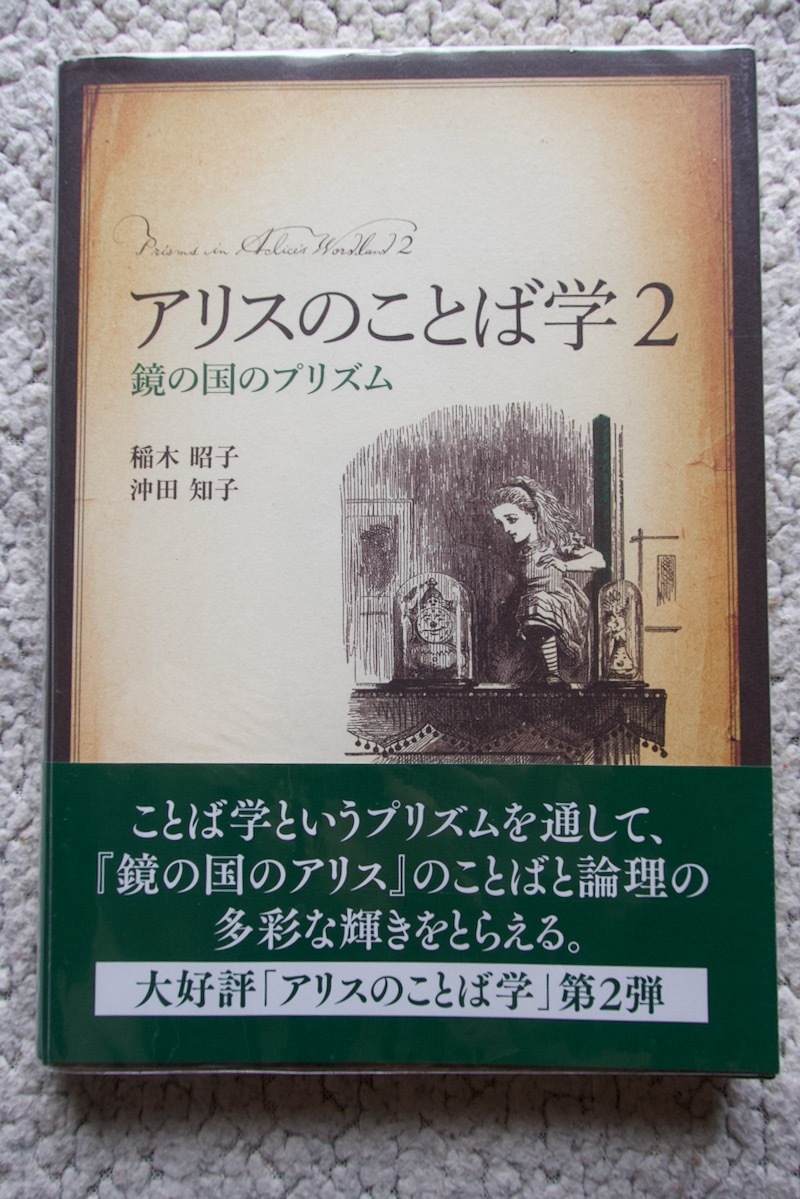 Prisms in Alice's Wordland 2
アリスのことば学2
鏡の国のプリズム
稲木 昭子
沖田 知子
ことば学というプリズムを通して、
『鏡の国のアリス』のことばと論理の
多彩な輝きをとらえる。
大好評「アリスのことば学」第2弾